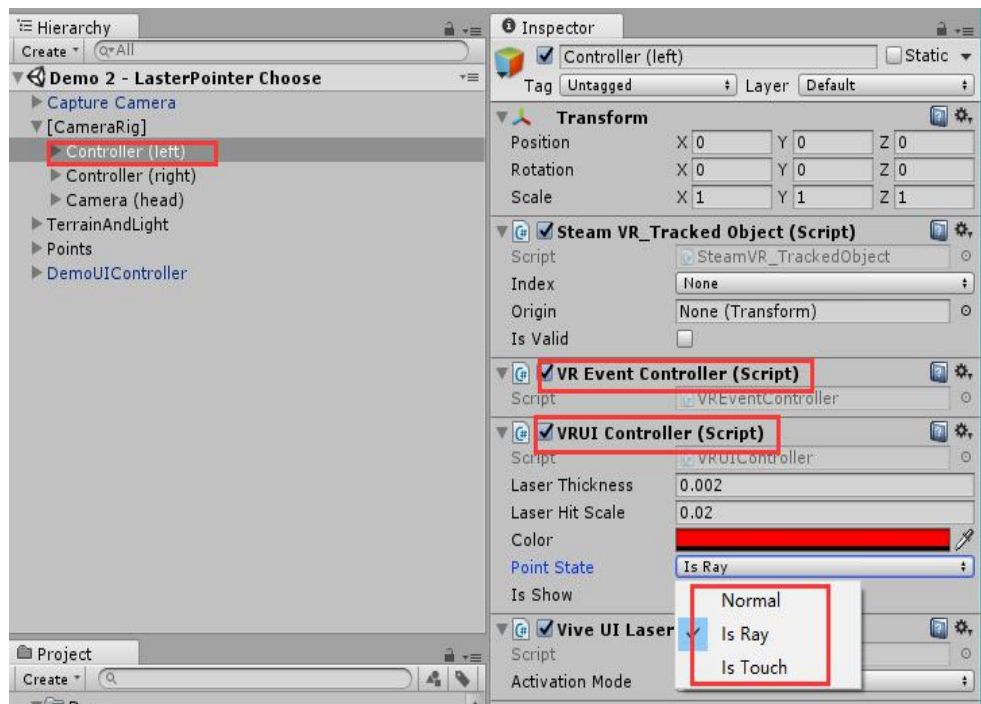 Hierarchy
Create
All
Demo 2 - LasterPointer Choose
Capture Camera
[CameraRig]
Controller (left)
Controller (right)
Camera (head)
TerrainAndLight
Points
DemoUIController
Project
Create
Inspector
Controller (left)
Static
Tag Untagged Layer Default
Transform
Position X 0 Y 0 Z 0
Rotation X 0 Y 0 Z 0
Scale X 1 Y 1 Z 1
Steam VR_Tracked Object (Script)
Script SteamVR_TrackedObject
Index None
Origin None (Transform)
Is Valid
VR Event Controller (Script)
Script VREventController
VRUI Controller (Script)
Script VRUIController
Laser Thickness 0.002
Laser Hit Scale 0.02
Color
Point State Is Ray
Is Show
Normal
Is Ray
Is Touch
Vive UI Laser
Script
Activation Mode